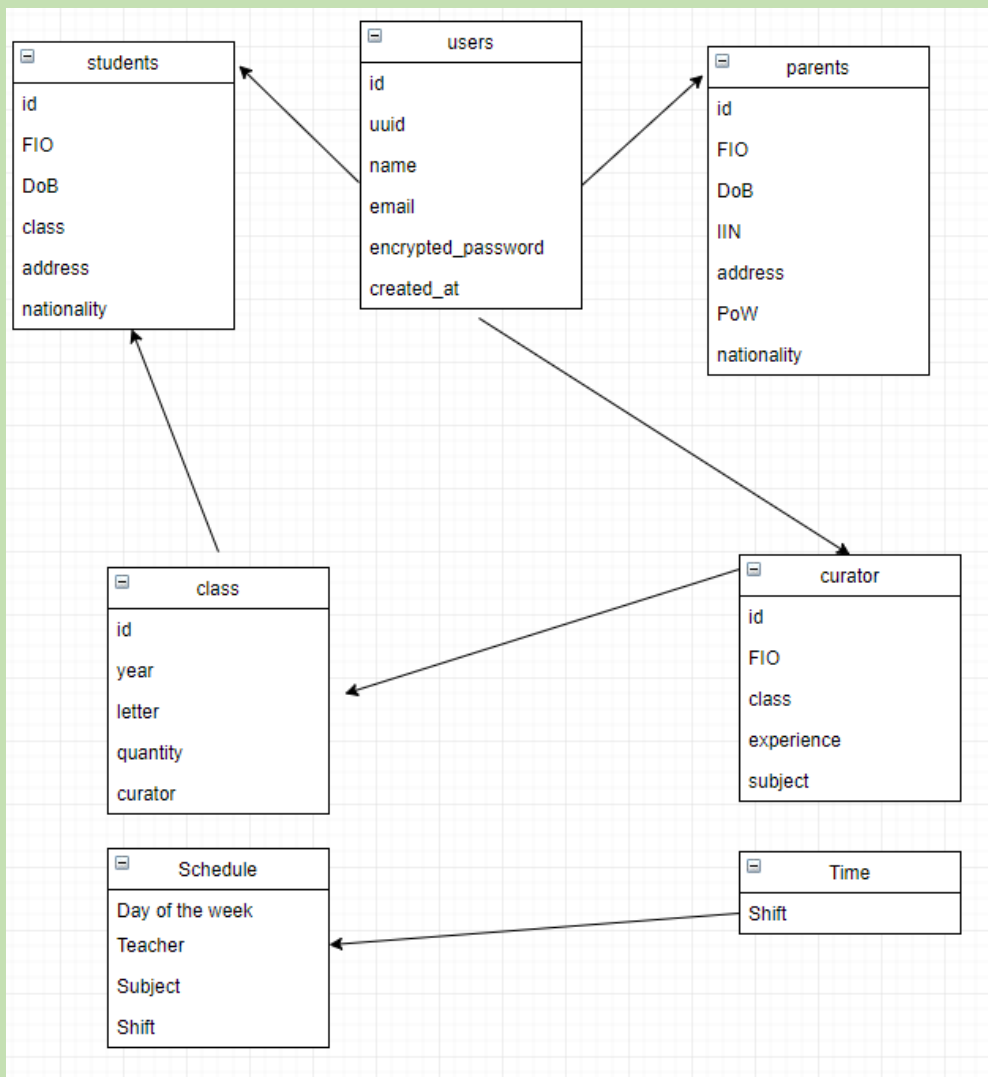 students
id
FIO
DoB
class
address
nationality
users
id
uuid
name
email
encrypted_password
created_at
parents
id
FIO
DoB
IIN
address
PoW
nationality
class
id
year
letter
quantity
curator
curator
id
FIO
class
experience
subject
Schedule
Day of the week
Teacher
Subject
Shift
Time
Shift